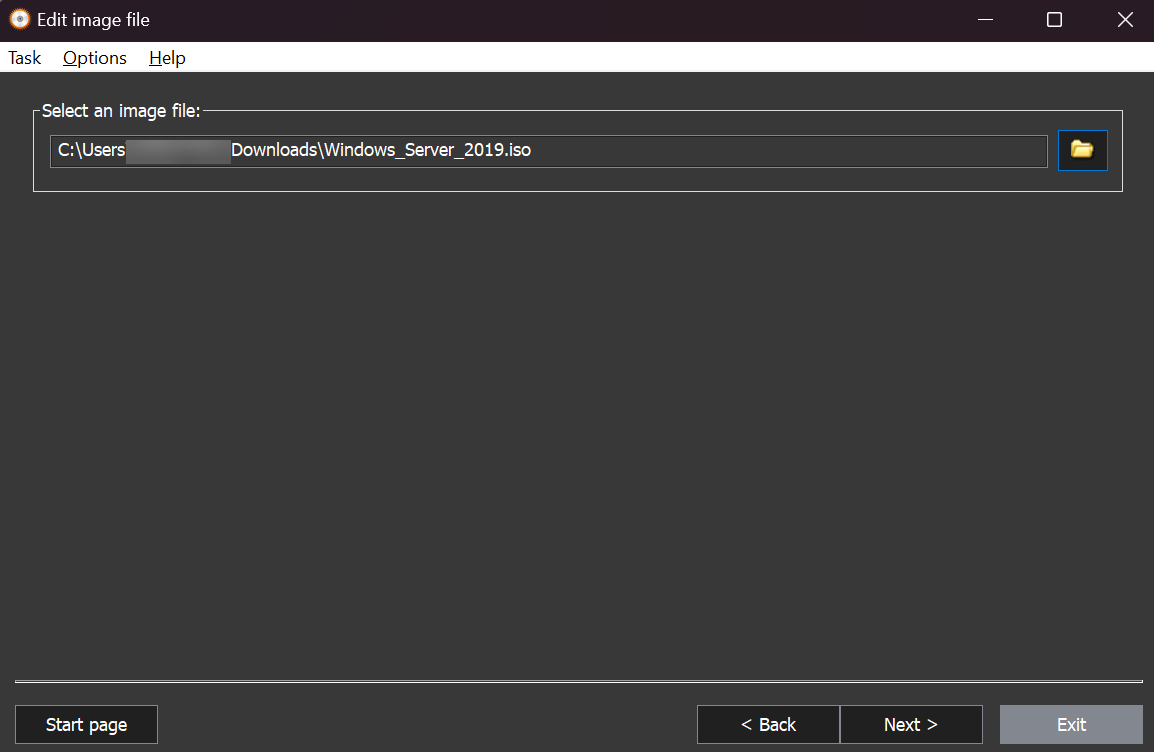 Edit image file
Task Options Help
Select an image file:
C:\Users Downloads\Windows_Server_2019.iso
Start page < Back Next > Exit